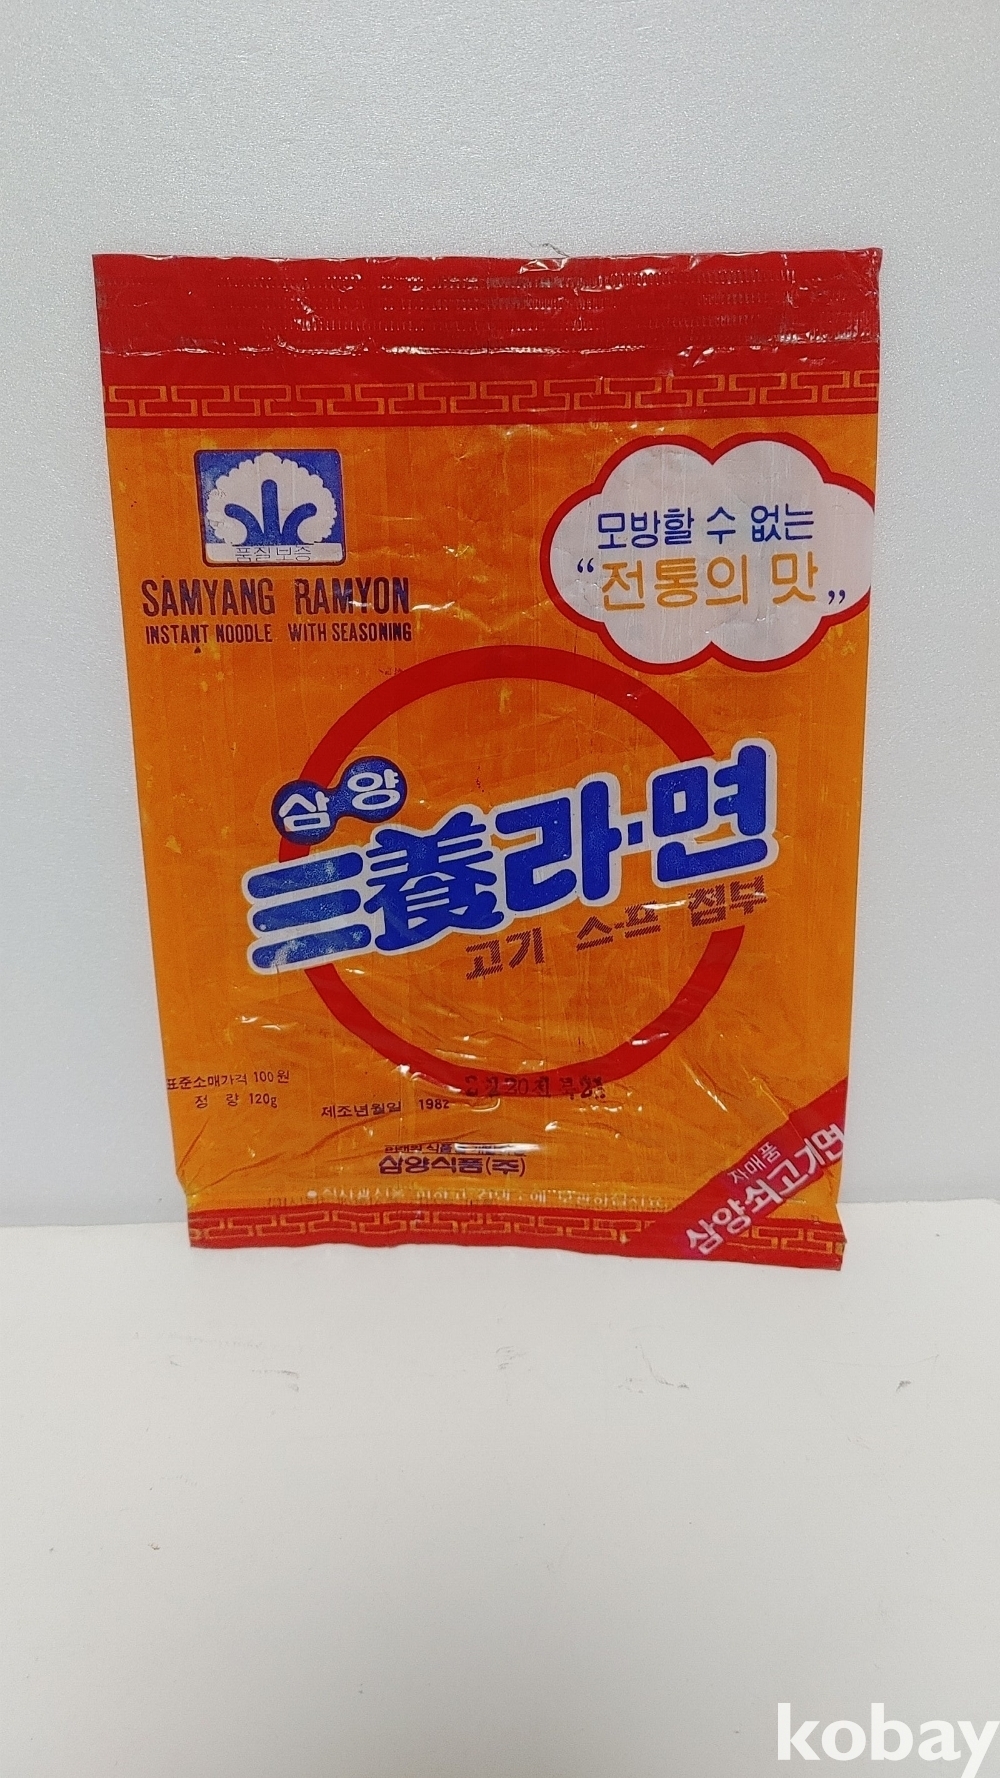 품질보증
SAMYANG RAMYON
INSTANT NOODLE WITH SEASONING
모방할 수 없는
“전통의 맛”
삼양
三養라·면
고기 스-프 첨부
표준소매가격 100원
정 량 120g
제조년월일 1982
삼양식품(주)
자매품
삼양쇠고기면
kobay